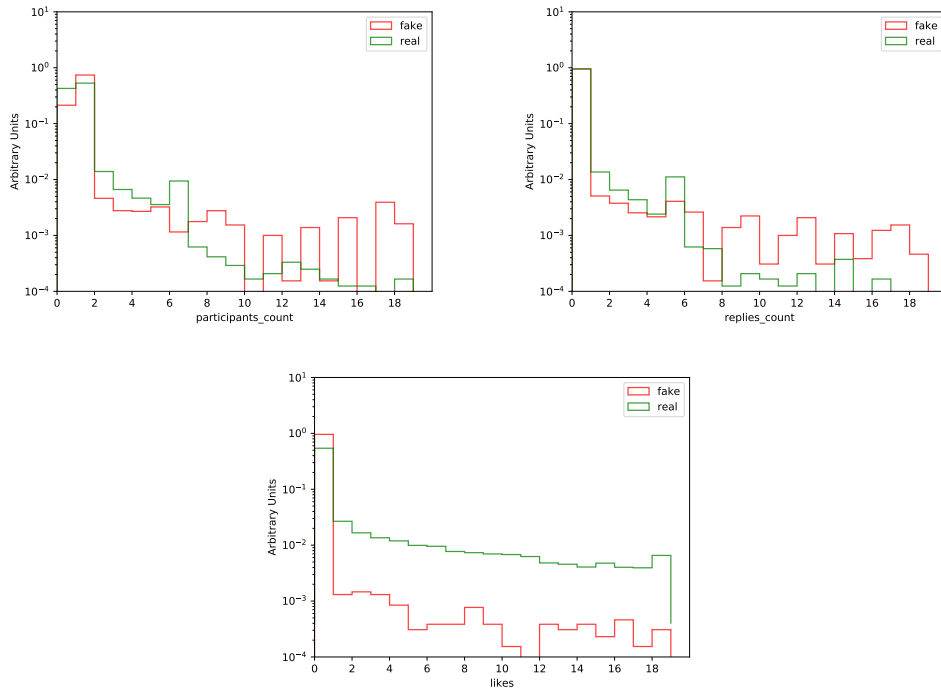 10^1
10^0
10^-1
10^-2
10^-3
10^-4
Arbitrary Units
0 2 4 6 8 10 12 14 16 18
participants_count
fake
real
10^1
10^0
10^-1
10^-2
10^-3
10^-4
Arbitrary Units
0 2 4 6 8 10 12 14 16 18
replies_count
fake
real
10^1
10^0
10^-1
10^-2
10^-3
10^-4
Arbitrary Units
0 2 4 6 8 10 12 14 16 18
likes
fake
real